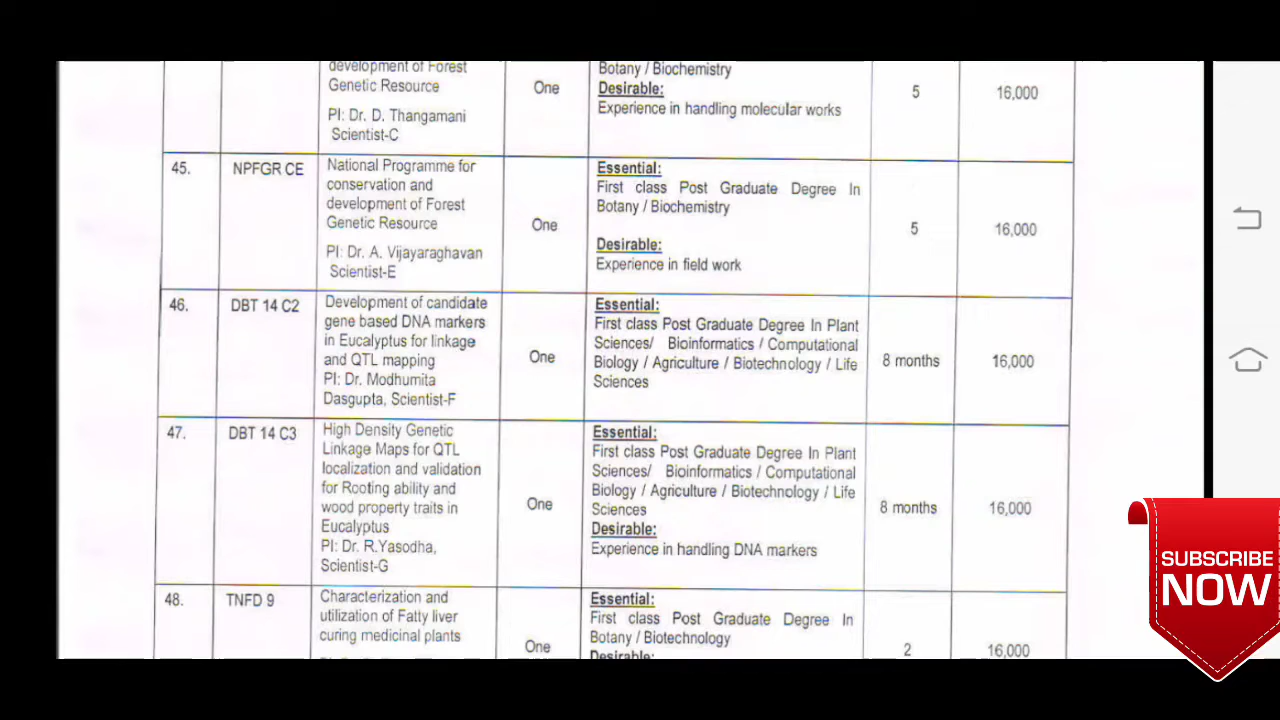 development of Forest
Genetic Resource
PI: Dr. D. Thangamani
Scientist-C
One
Botany / Biochemistry
Desirable:
Experience in handling molecular works
5
16,000
45.
NPFGR CE
National Programme for
conservation and
development of Forest
Genetic Resource
PI: Dr. A. Vijayaraghavan
Scientist-E
One
Essential:
First class Post Graduate Degree In
Botany / Biochemistry
Desirable:
Experience in field work
5
16,000
46.
DBT 14 C2
Development of candidate
gene based DNA markers
in Eucalyptus for linkage
and QTL mapping
PI: Dr. Modhumita
Dasgupta, Scientist-F
One
Essential:
First class Post Graduate Degree In Plant
Sciences/ Bioinformatics / Computational
Biology / Agriculture / Biotechnology / Life
Sciences
8 months
16,000
47.
DBT 14 C3
High Density Genetic
Linkage Maps for QTL
localization and validation
for Rooting ability and
wood property traits in
Eucalyptus
PI: Dr. R.Yasodha,
Scientist-G
One
Essential:
First class Post Graduate Degree In Plant
Sciences/ Bioinformatics / Computational
Biology / Agriculture / Biotechnology / Life
Sciences
Desirable:
Experience in handling DNA markers
8 months
16,000
48.
TNFD 9
Characterization and
utilization of Fatty liver
curing medicinal plants
One
Essential:
First class Post Graduate Degree In
Botany / Biotechnology
Desirable:
2
16,000
SUBSCRIBE
NOW